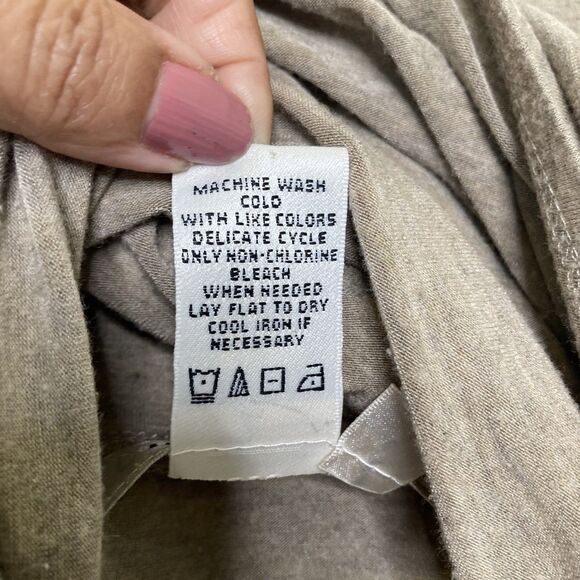 MACHINE WASH
COLD
WITH LIKE COLORS
DELICATE CYCLE
ONLY NON-CHLORINE
BLEACH
WHEN NEEDED
LAY FLAT TO DRY
COOL IRON IF
NECESSARY